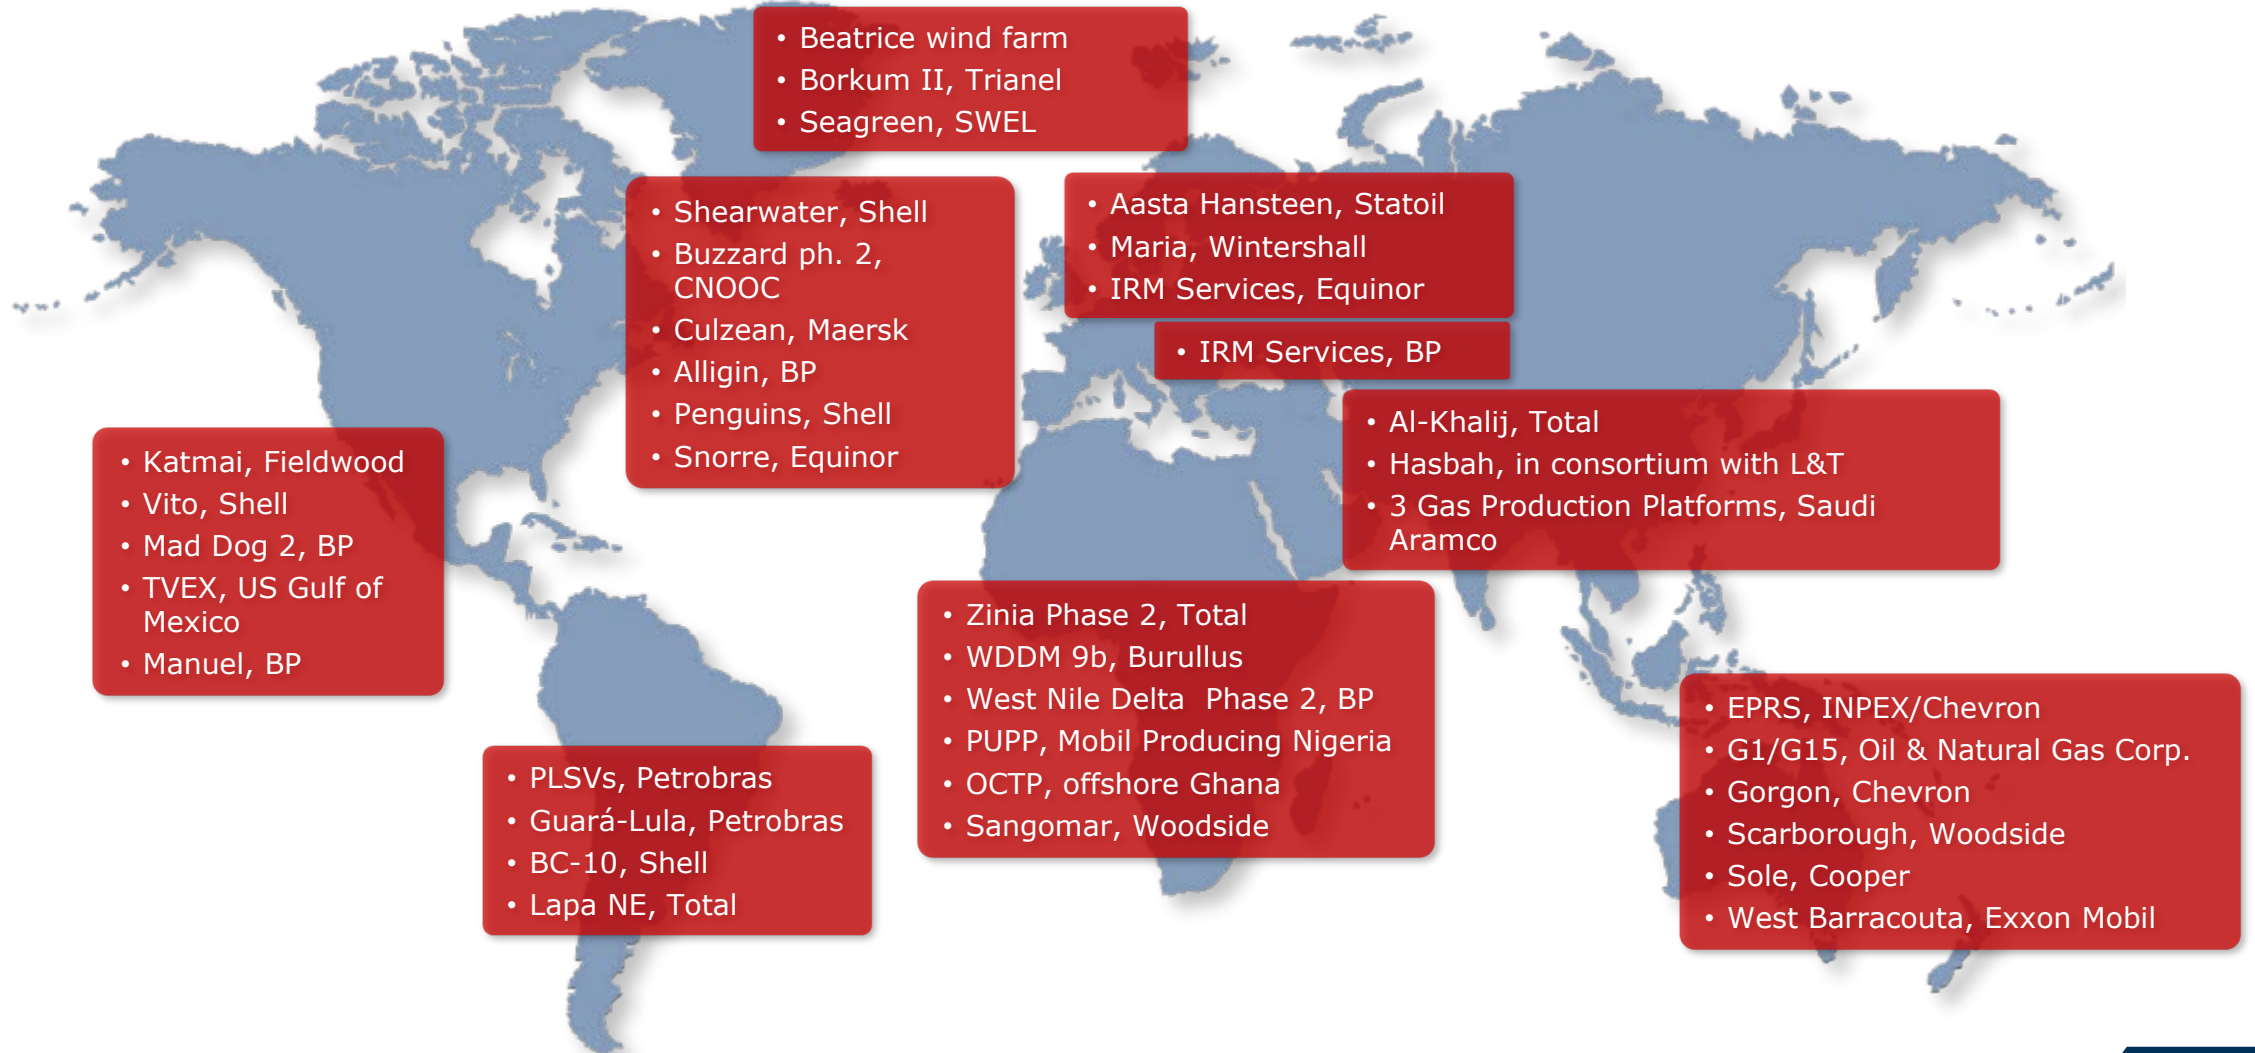 • Beatrice wind farm
• Borkum II, Trianel
• Seagreen, SWEL
• Shearwater, Shell
• Buzzard ph. 2,
CNOOC
• Culzean, Maersk
• Alligin, BP
• Penguins, Shell
• Snorre, Equinor
• Aasta Hansteen, Statoil
• Maria, Wintershall
• IRM Services, Equinor
• IRM Services, BP
• Al-Khalij, Total
• Hasbah, in consortium with L&T
• 3 Gas Production Platforms, Saudi
Aramco
• Katmai, Fieldwood
• Vito, Shell
• Mad Dog 2, BP
• TVEX, US Gulf of
Mexico
• Manuel, BP
• Zinia Phase 2, Total
• WDDM 9b, Burullus
• West Nile Delta  Phase 2, BP
• PUPP, Mobil Producing Nigeria
• OCTP, offshore Ghana
• Sangomar, Woodside
• EPRS, INPEX/Chevron
• G1/G15, Oil & Natural Gas Corp.
• Gorgon, Chevron
• Scarborough, Woodside
• Sole, Cooper
• West Barracouta, Exxon Mobil
• PLSVs, Petrobras
• Guará-Lula, Petrobras
• BC-10, Shell
• Lapa NE, Total